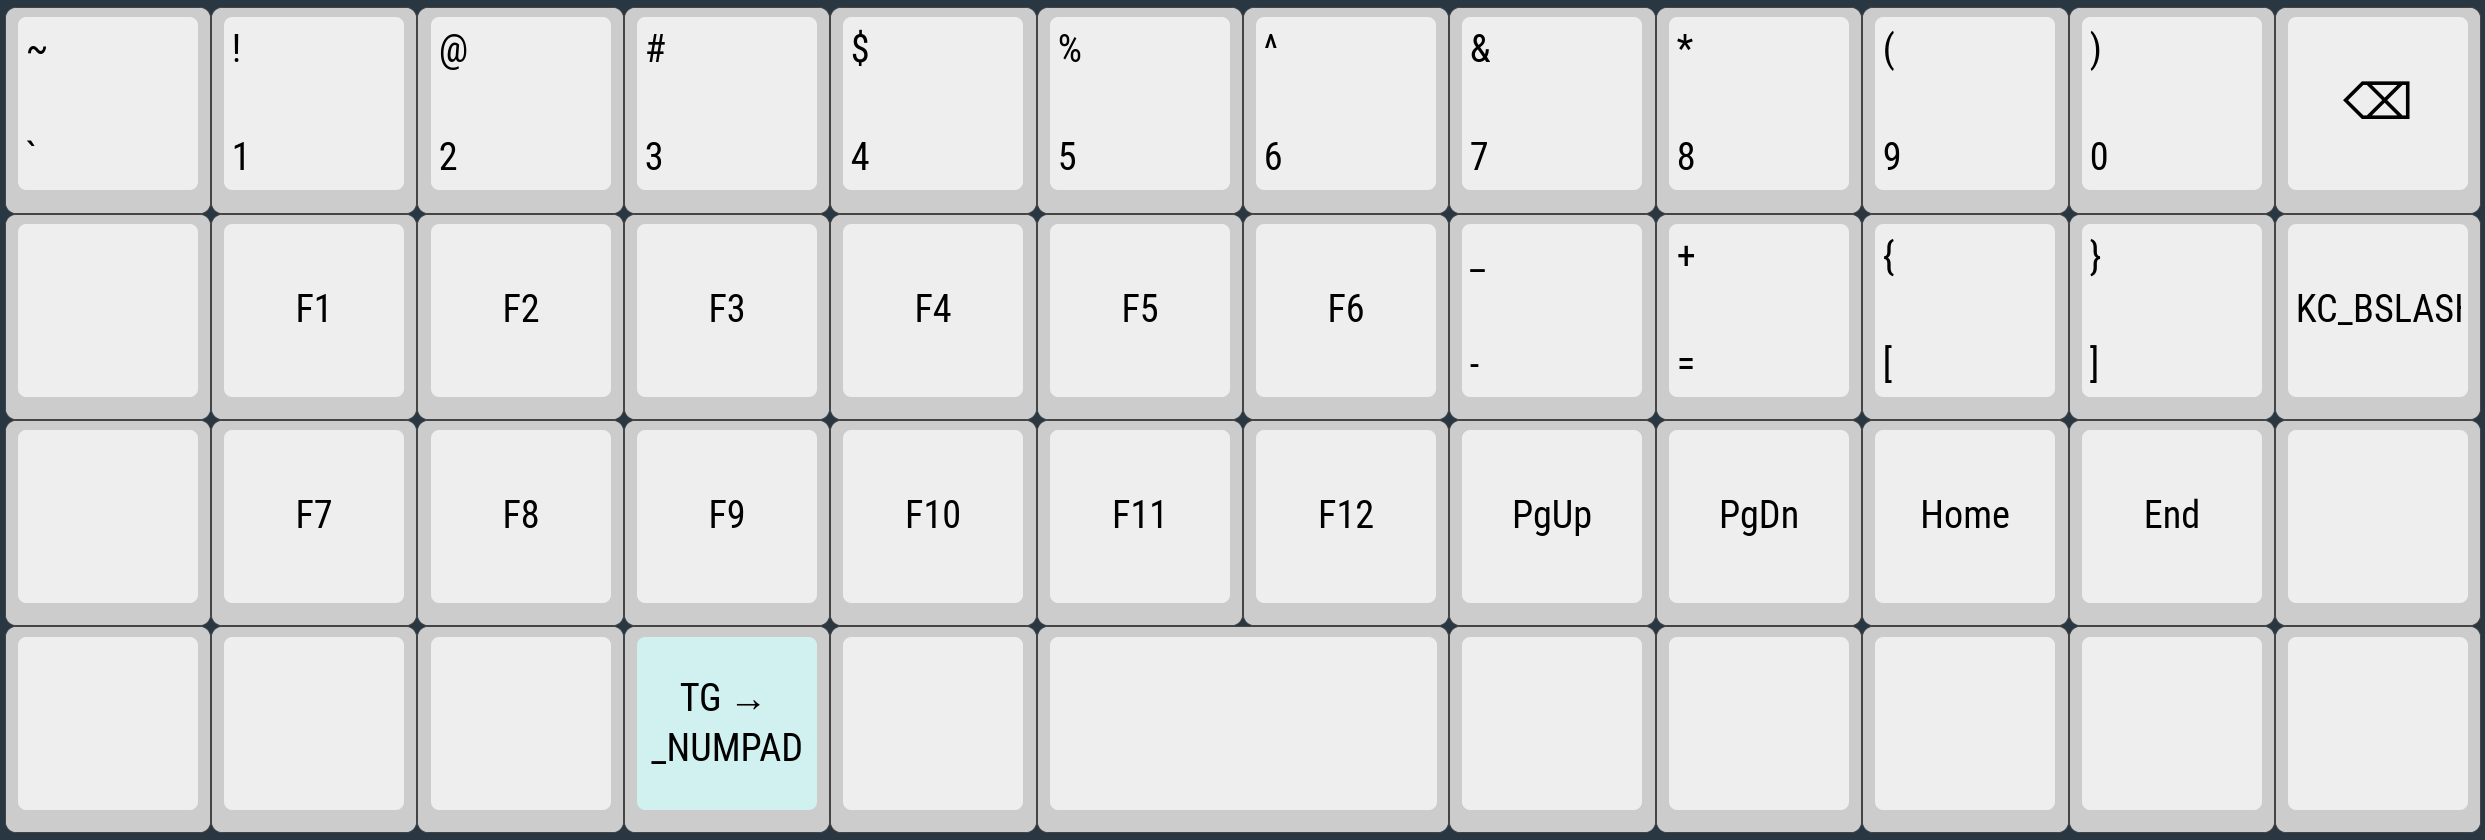 ~ ! @ # $ % ^ & * ( ) ⌫
` 1 2 3 4 5 6 7 8 9 0
_ + { }
F1 F2 F3 F4 F5 F6 KC_BSLASH
- = [ ]
F7 F8 F9 F10 F11 F12 PgUp PgDn Home End
TG →
_NUMPAD